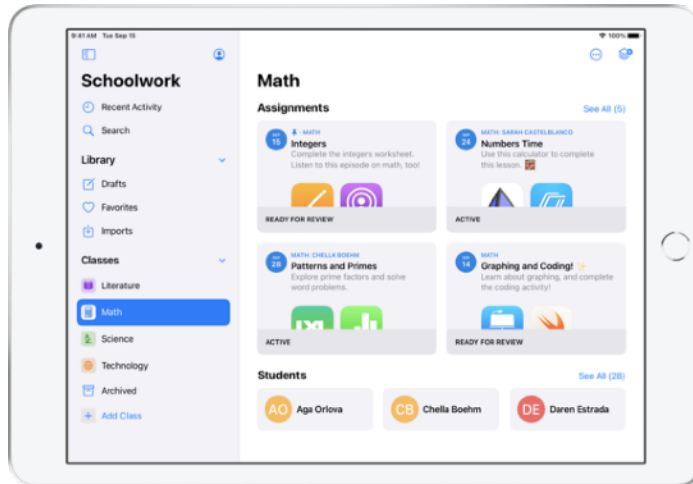 9:41 AM Tue Sep 15
100%
Schoolwork
Recent Activity
Search
Library
Drafts
Favorites
Imports
Classes
Literature
Math
Science
Technology
Archived
Add Class
Math
Assignments
See All (5)
SEP
15
- MATH
Integers
Complete the integers worksheet.
Listen to this episode on math, too!
READY FOR REVIEW
SEP
24
MATH: SARAH CASTELBLANCO
Numbers Time
Use this calculator to complete
this lesson.
ACTIVE
SEP
28
MATH: CHELLA BOEHM
Patterns and Primes
Explore prime factors and solve
word problems.
IXL
ACTIVE
SEP
14
MATH
Graphing and Coding!
Learn about graphing, and complete
the coding activity!
READY FOR REVIEW
Students
See All (28)
AO
Aga Orlova
CB
Chella Boehm
DE
Daren Estrada